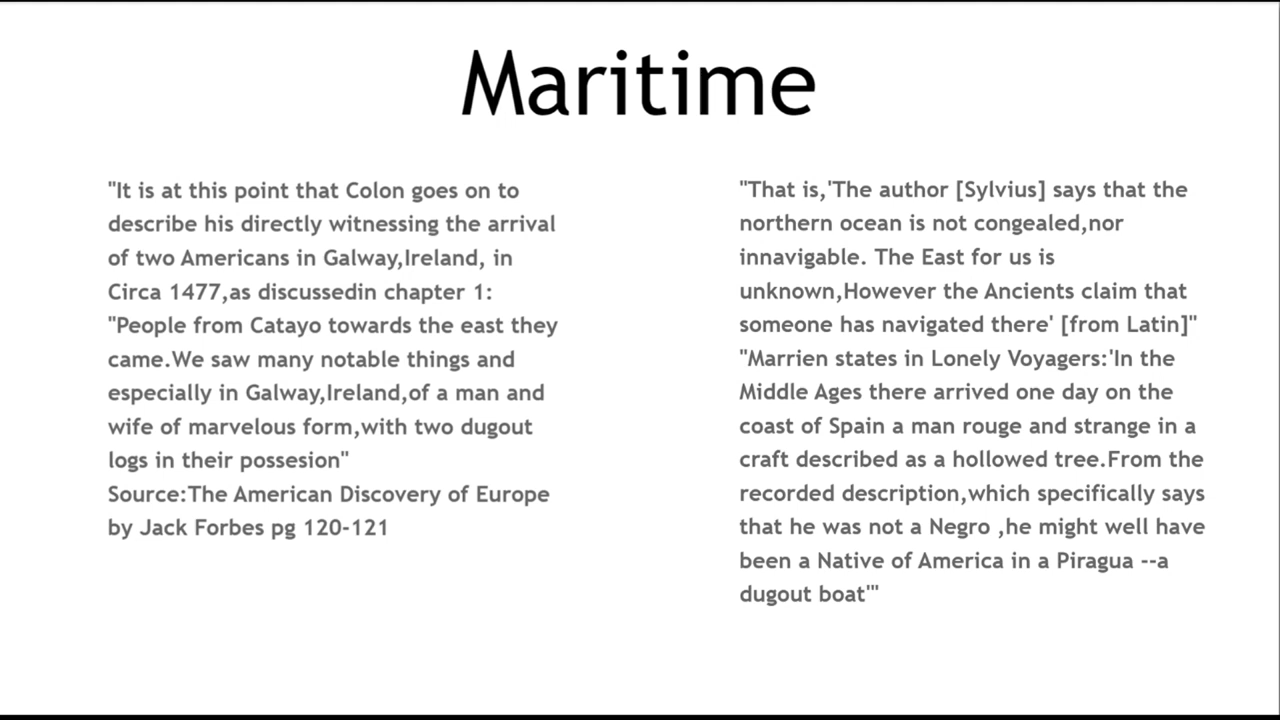 Maritime
"It is at this point that Colon goes on to
describe his directly witnessing the arrival
of two Americans in Galway,Ireland, in
Circa 1477,as discussedin chapter 1:
"People from Catayo towards the east they
came.We saw many notable things and
especially in Galway,Ireland,of a man and
wife of marvelous form,with two dugout
logs in their possesion"
Source:The American Discovery of Europe
by Jack Forbes pg 120-121
"That is,'The author [Sylvius] says that the
northern ocean is not congealed,nor
innavigable. The East for us is
unknown,However the Ancients claim that
someone has navigated there' [from Latin]"
"Marrien states in Lonely Voyagers:'In the
Middle Ages there arrived one day on the
coast of Spain a man rouge and strange in a
craft described as a hollowed tree.From the
recorded description,which specifically says
that he was not a Negro ,he might well have
been a Native of America in a Piragua --a
dugout boat'"